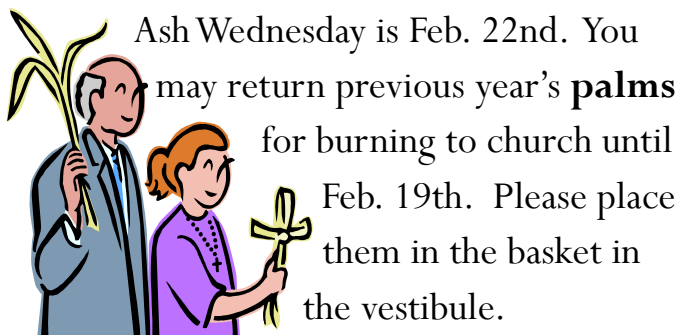 Ash Wednesday is Feb. 22nd.  You
may return previous year’s palms
for burning to church until
Feb. 19th.  Please place
them in the basket in
the vestibule.